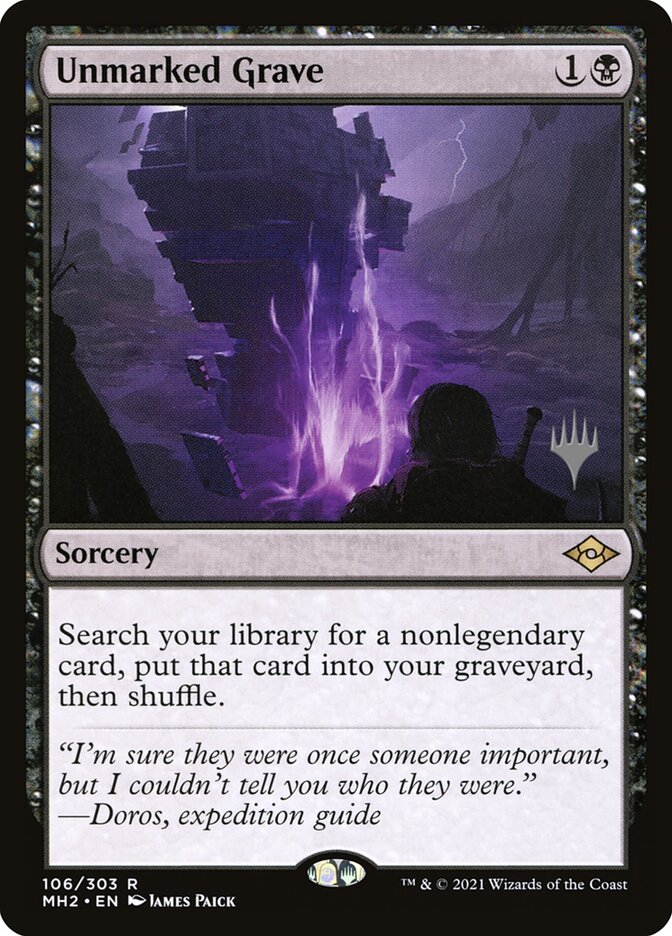 Unmarked Grave 1
Sorcery
Search your library for a nonlegendary
card, put that card into your graveyard,
then shuffle.
“I’m sure they were once someone important,
but I couldn’t tell you who they were.”
—Doros, expedition guide
106/303 R
MH2 • EN James Paick
™ & © 2021 Wizards of the Coast